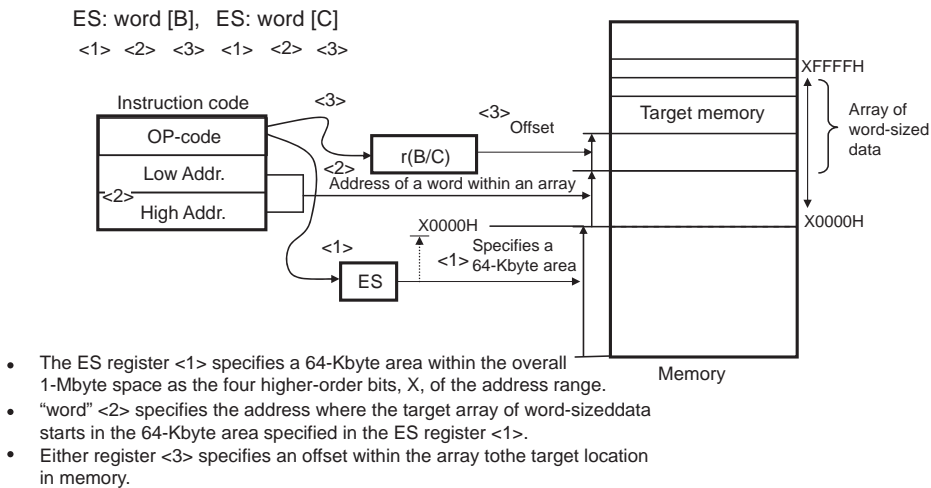 ES: word [B], ES: word [C]
<1> <2> <3> <1> <2> <3>
Instruction code
OP-code
Low Addr.
<2>
High Addr.
<3>
r(B/C)
<3>
Offset
<2>
Address of a word within an array
X0000H
<1>
ES
<1>
Specifies a
64-Kbyte area
Target memory
XFFFFH
Array of
word-sized
data
X0000H
Memory
• The ES register <1> specifies a 64-Kbyte area within the overall
1-Mbyte space as the four higher-order bits, X, of the address range.
• “word” <2> specifies the address where the target array of word-sizeddata
starts in the 64-Kbyte area specified in the ES register <1>.
• Either register <3> specifies an offset within the array tothe target location
in memory.